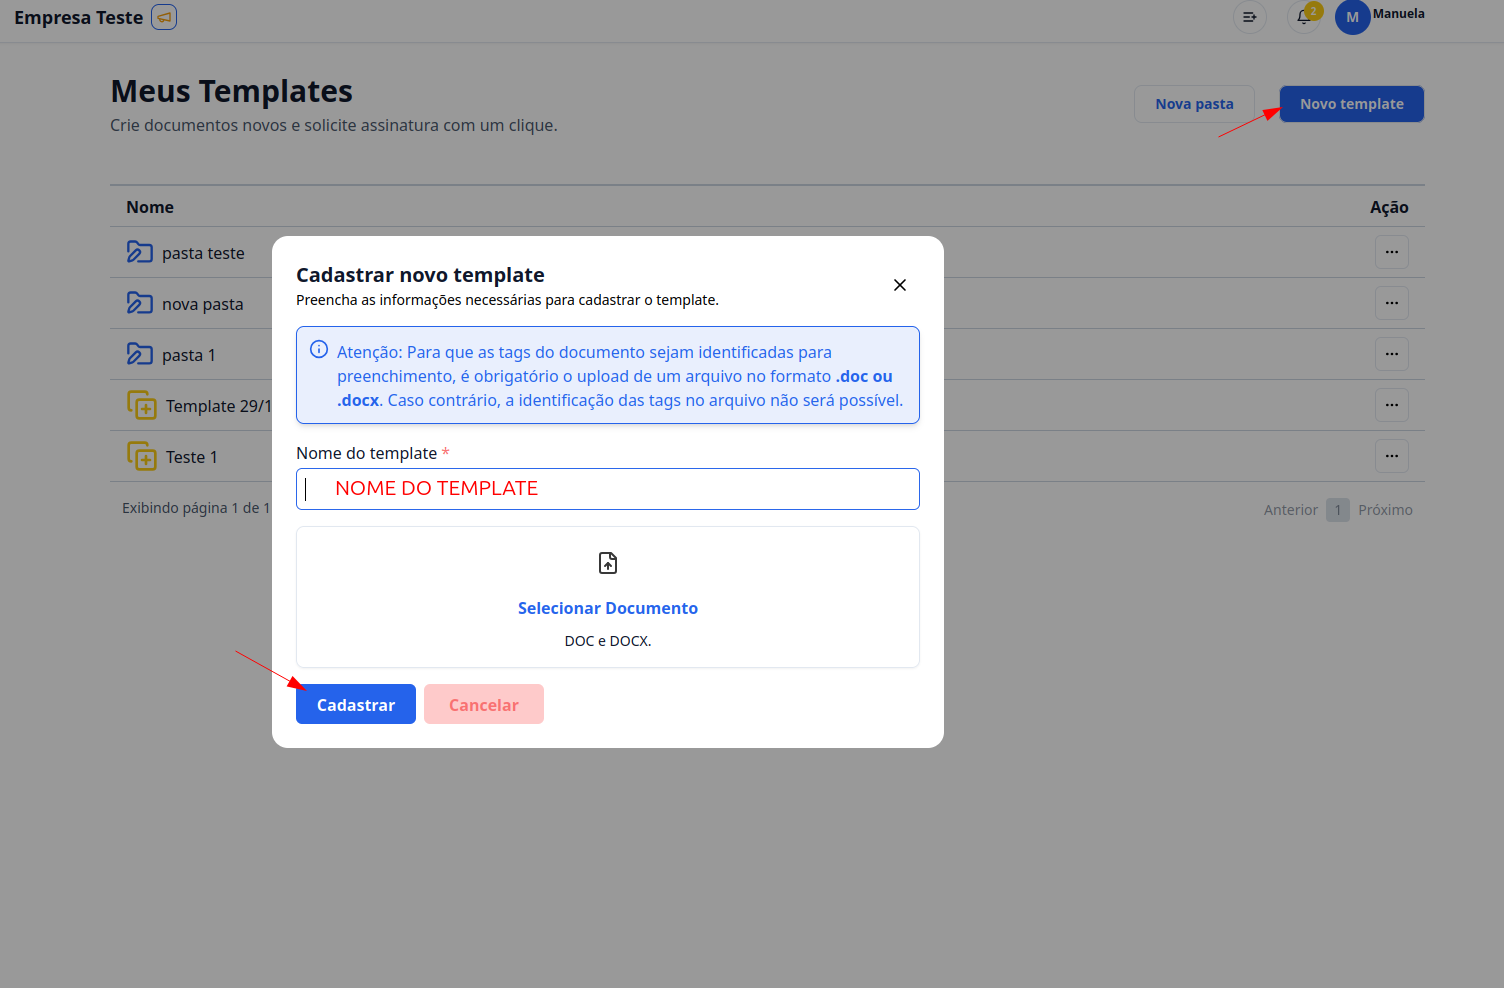 Empresa Teste
2
M
Manuela
Meus Templates
Crie documentos novos e solicite assinatura com um clique.
Nova pasta
Novo template
Nome
Ação
pasta teste
nova pasta
pasta 1
Template 29/1
Teste 1
Exibindo página 1 de 1
Anterior 1 Próximo
Cadastrar novo template
Preencha as informações necessárias para cadastrar o template.
Atenção: Para que as tags do documento sejam identificadas para
preenchimento, é obrigatório o upload de um arquivo no formato .doc ou
.docx. Caso contrário, a identificação das tags no arquivo não será possível.
Nome do template *
NOME DO TEMPLATE
Selecionar Documento
DOC e DOCX.
Cadastrar
Cancelar